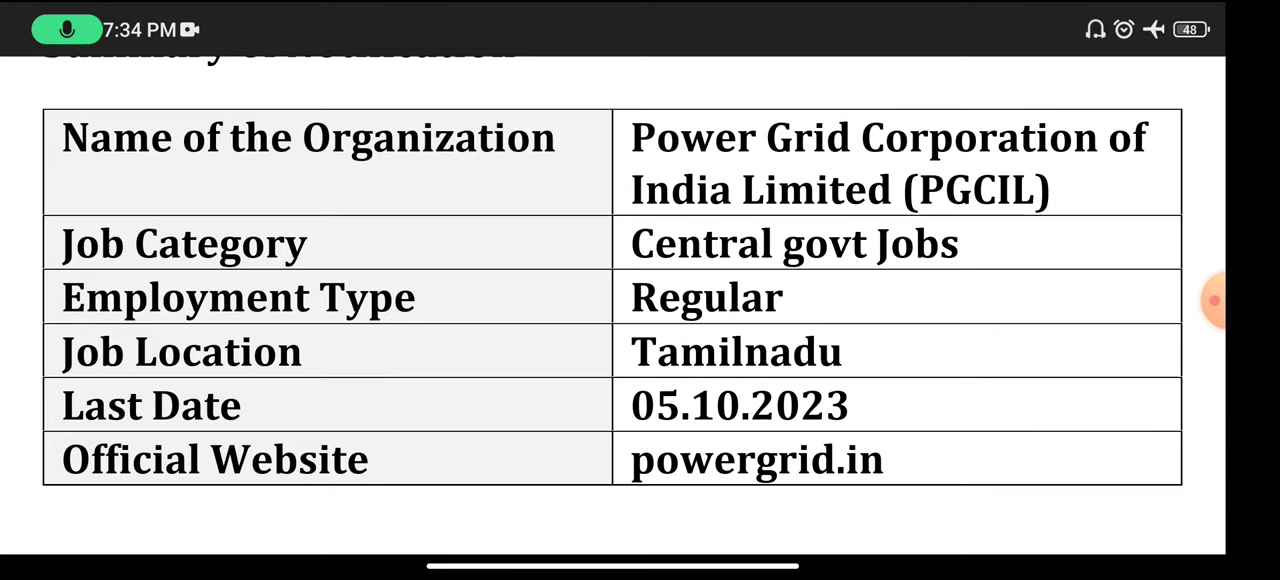 7:34 PM
48
Name of the Organization
Power Grid Corporation of
India Limited (PGCIL)
Job Category
Central govt Jobs
Employment Type
Regular
Job Location
Tamilnadu
Last Date
05.10.2023
Official Website
powergrid.in